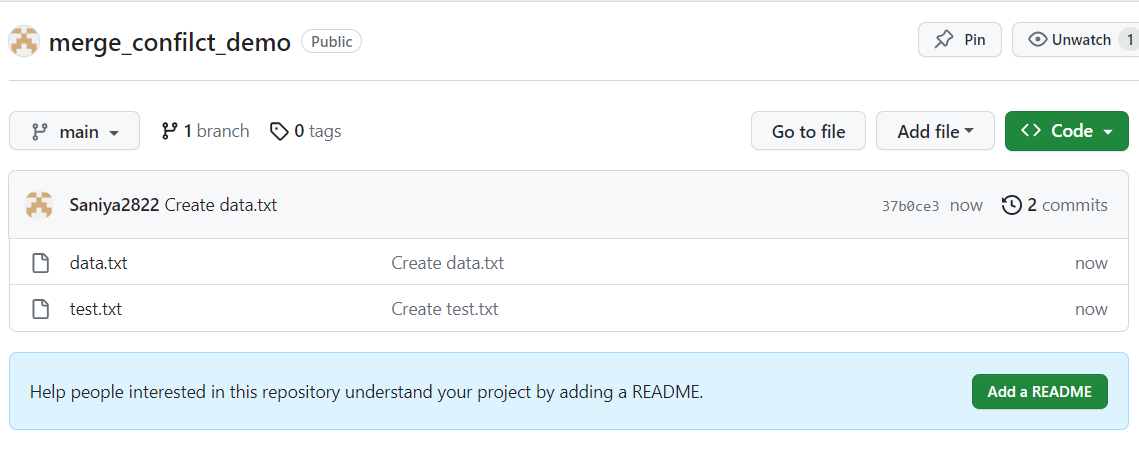 merge_confilct_demo Public Pin Unwatch 1
main 1 branch 0 tags Go to file Add file <> Code
Saniya2822 Create data.txt 37b0ce3 now 2 commits
data.txt Create data.txt now
test.txt Create test.txt now
Help people interested in this repository understand your project by adding a README. Add a README